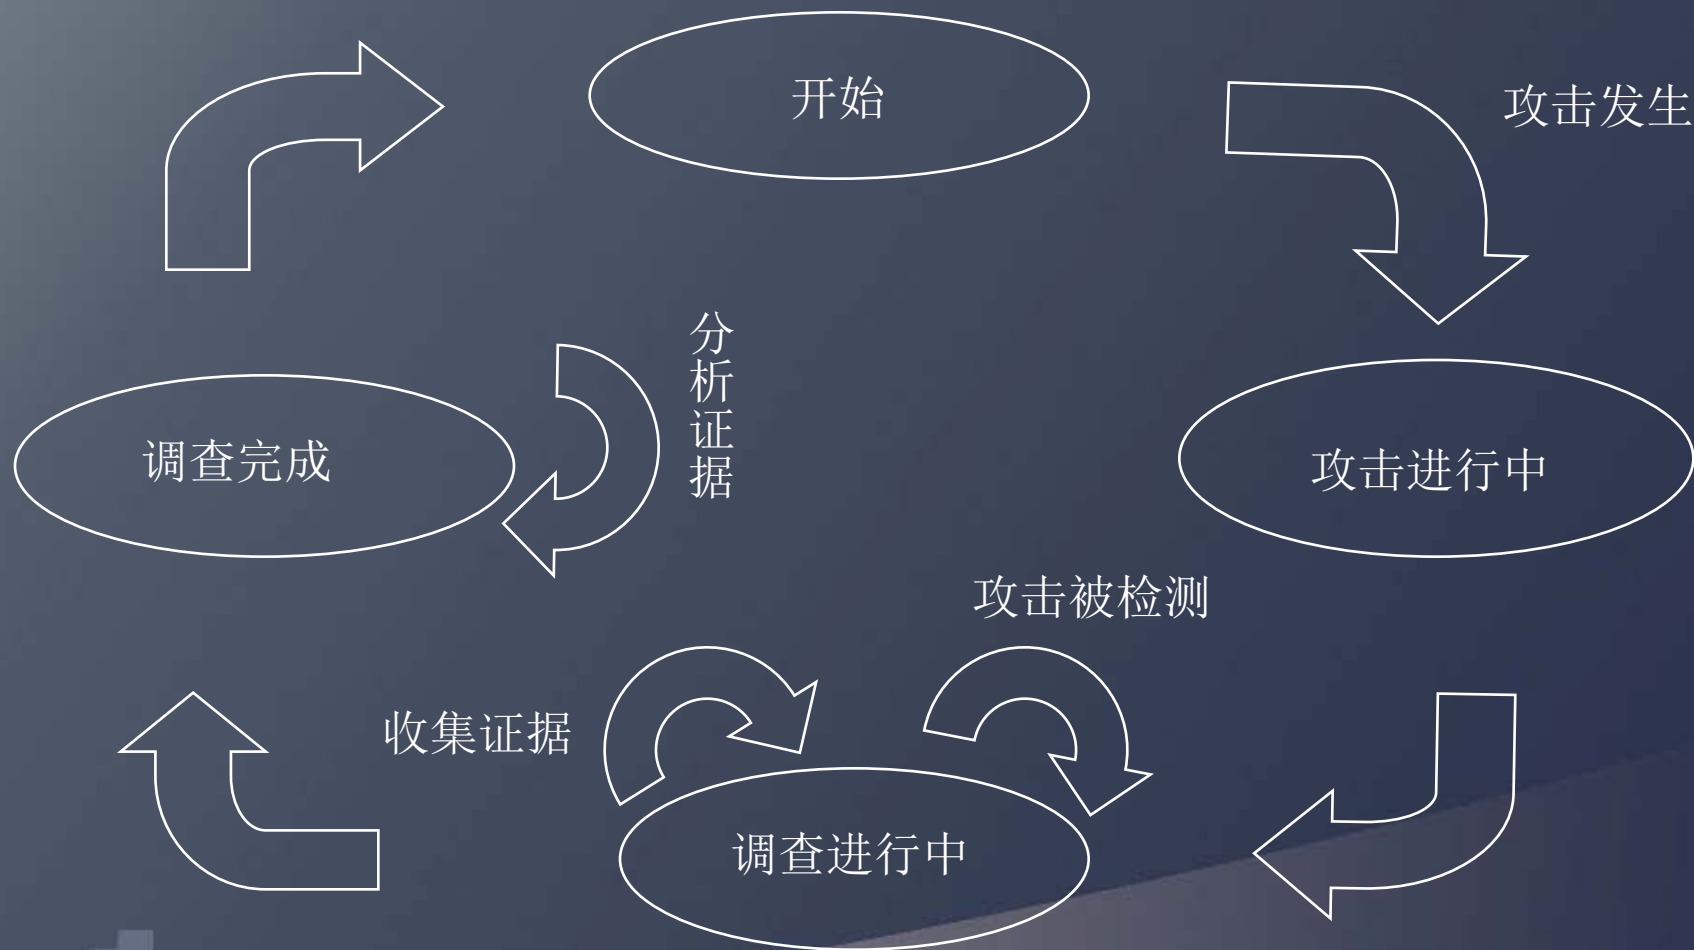 开始
攻击发生
分析证据
调查完成
攻击进行中
攻击被检测
收集证据
调查进行中